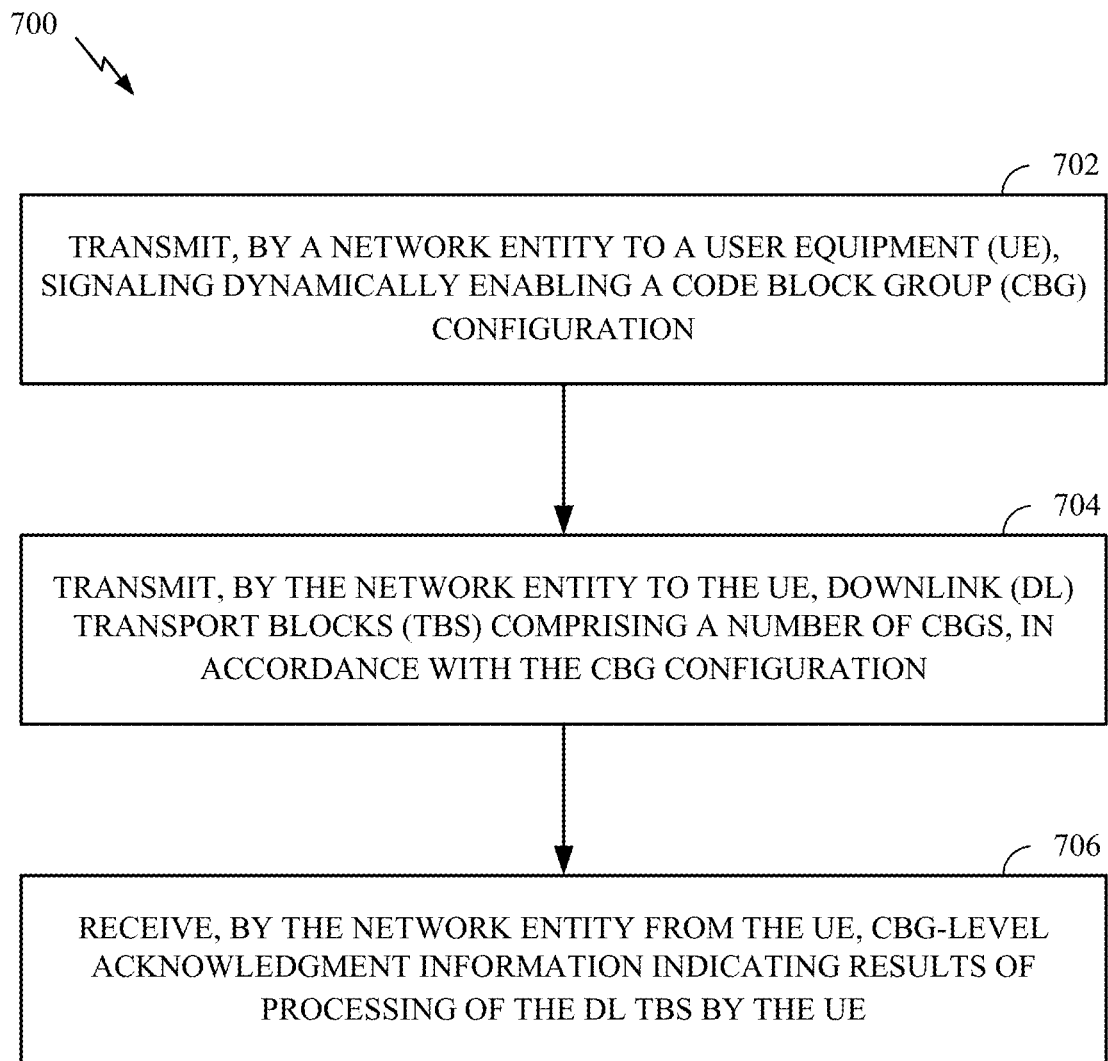 700
702
TRANSMIT, BY A NETWORK ENTITY TO A USER EQUIPMENT (UE),
SIGNALING DYNAMICALLY ENABLING A CODE BLOCK GROUP (CBG)
CONFIGURATION
704
TRANSMIT, BY THE NETWORK ENTITY TO THE UE, DOWNLINK (DL)
TRANSPORT BLOCKS (TBS) COMPRISING A NUMBER OF CBGS, IN
ACCORDANCE WITH THE CBG CONFIGURATION
706
RECEIVE, BY THE NETWORK ENTITY FROM THE UE, CBG-LEVEL
ACKNOWLEDGMENT INFORMATION INDICATING RESULTS OF
PROCESSING OF THE DL TBS BY THE UE